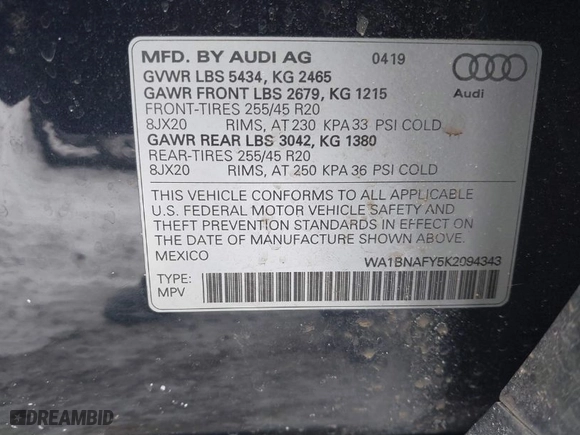 MFD. BY AUDI AG 0419
GVWR LBS 5434, KG 2465
GAWR FRONT LBS 2679, KG 1215
FRONT-TIRES 255/45 R20
8JX20 RIMS, AT 230 KPA 33 PSI COLD
GAWR REAR LBS 3042, KG 1380
REAR-TIRES 255/45 R20
8JX20 RIMS, AT 250 KPA 36 PSI COLD
Audi
THIS VEHICLE CONFORMS TO ALL APPLICABLE
U.S. FEDERAL MOTOR VEHICLE SAFETY AND
THEFT PREVENTION STANDARDS IN EFFECT ON
THE DATE OF MANUFACTURE SHOWN ABOVE.
MEXICO WA1BNAFY5K2094343
TYPE:
MPV
DREAMBID